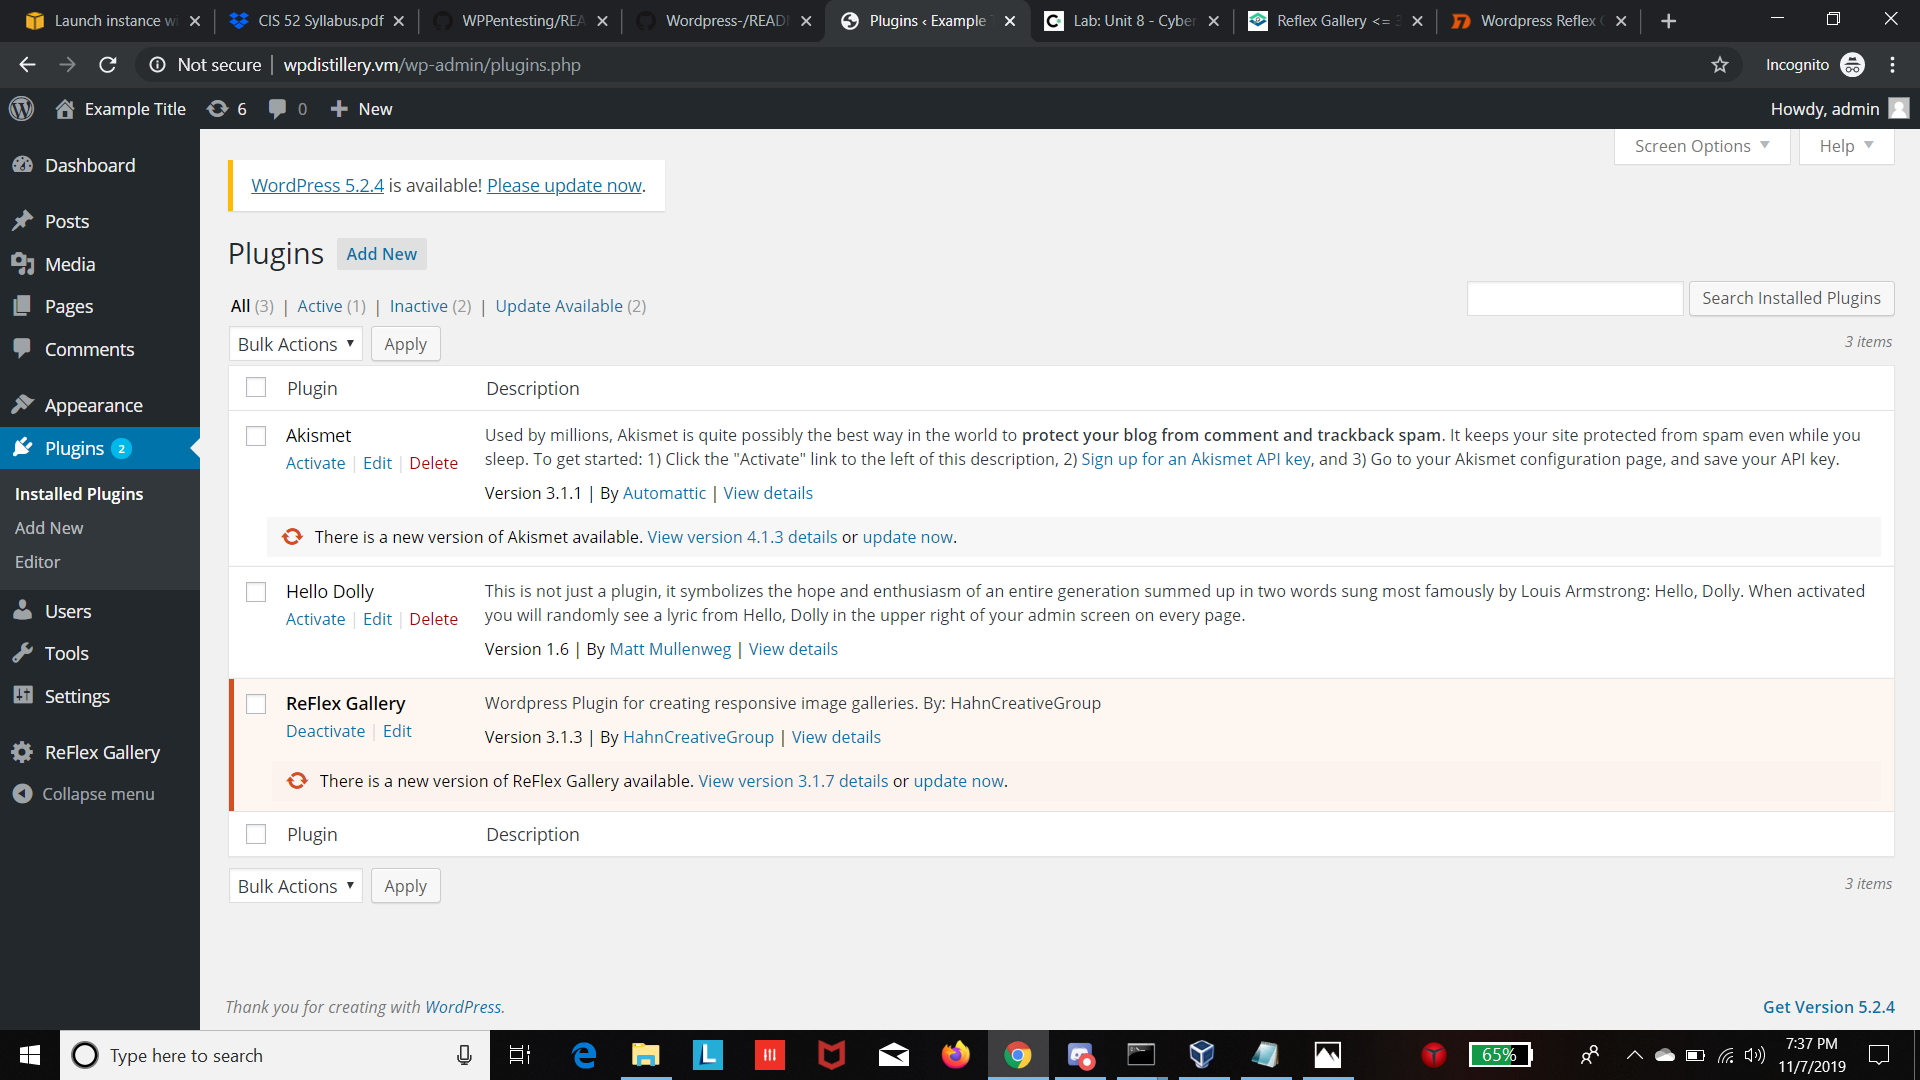 Launch instance wi
CIS 52 Syllabus.pdf
WPPentesting/REA
Wordpress-/READM
Plugins ‹ Example T
Lab: Unit 8 - Cyber
Reflex Gallery <= 3
Wordpress Reflex G
Not secure | wpdistillery.vm/wp-admin/plugins.php
Incognito
Example Title
6
0
New
Howdy, admin
Screen Options
Help
Dashboard
Posts
Media
Pages
Comments
Appearance
Plugins 2
Installed Plugins
Add New
Editor
Users
Tools
Settings
ReFlex Gallery
Collapse menu
WordPress 5.2.4 is available! Please update now.
Plugins Add New
All (3) | Active (1) | Inactive (2) | Update Available (2)
Search Installed Plugins
Bulk Actions Apply
3 items
Plugin Description
Akismet
Activate | Edit | Delete
Used by millions, Akismet is quite possibly the best way in the world to protect your blog from comment and trackback spam. It keeps your site protected from spam even while you
sleep. To get started: 1) Click the "Activate" link to the left of this description, 2) Sign up for an Akismet API key, and 3) Go to your Akismet configuration page, and save your API key.
Version 3.1.1 | By Automattic | View details
There is a new version of Akismet available. View version 4.1.3 details or update now.
Hello Dolly
Activate | Edit | Delete
This is not just a plugin, it symbolizes the hope and enthusiasm of an entire generation summed up in two words sung most famously by Louis Armstrong: Hello, Dolly. When activated
you will randomly see a lyric from Hello, Dolly in the upper right of your admin screen on every page.
Version 1.6 | By Matt Mullenweg | View details
ReFlex Gallery
Deactivate | Edit
Wordpress Plugin for creating responsive image galleries. By: HahnCreativeGroup
Version 3.1.3 | By HahnCreativeGroup | View details
There is a new version of ReFlex Gallery available. View version 3.1.7 details or update now.
Plugin Description
Bulk Actions Apply
3 items
Thank you for creating with WordPress.
Get Version 5.2.4
Type here to search
65%
7:37 PM
11/7/2019